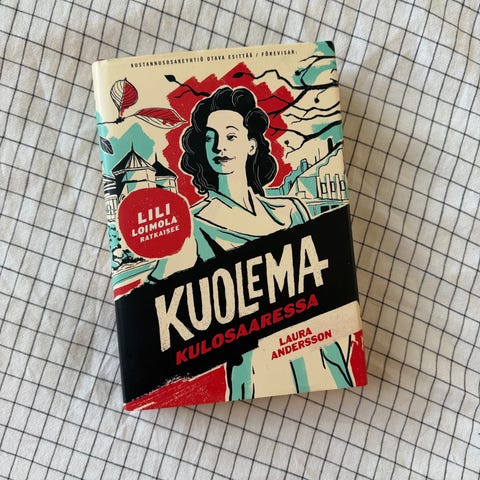 KUSTANNUSOSAKEYHTIÖ OTAVA ESITTÄÄ / FÖREVISAR:
LILI
LOIMOLA
RATKAISEE
KUOLEMA
KULOSAARESSA
LAURA
ANDERSSON